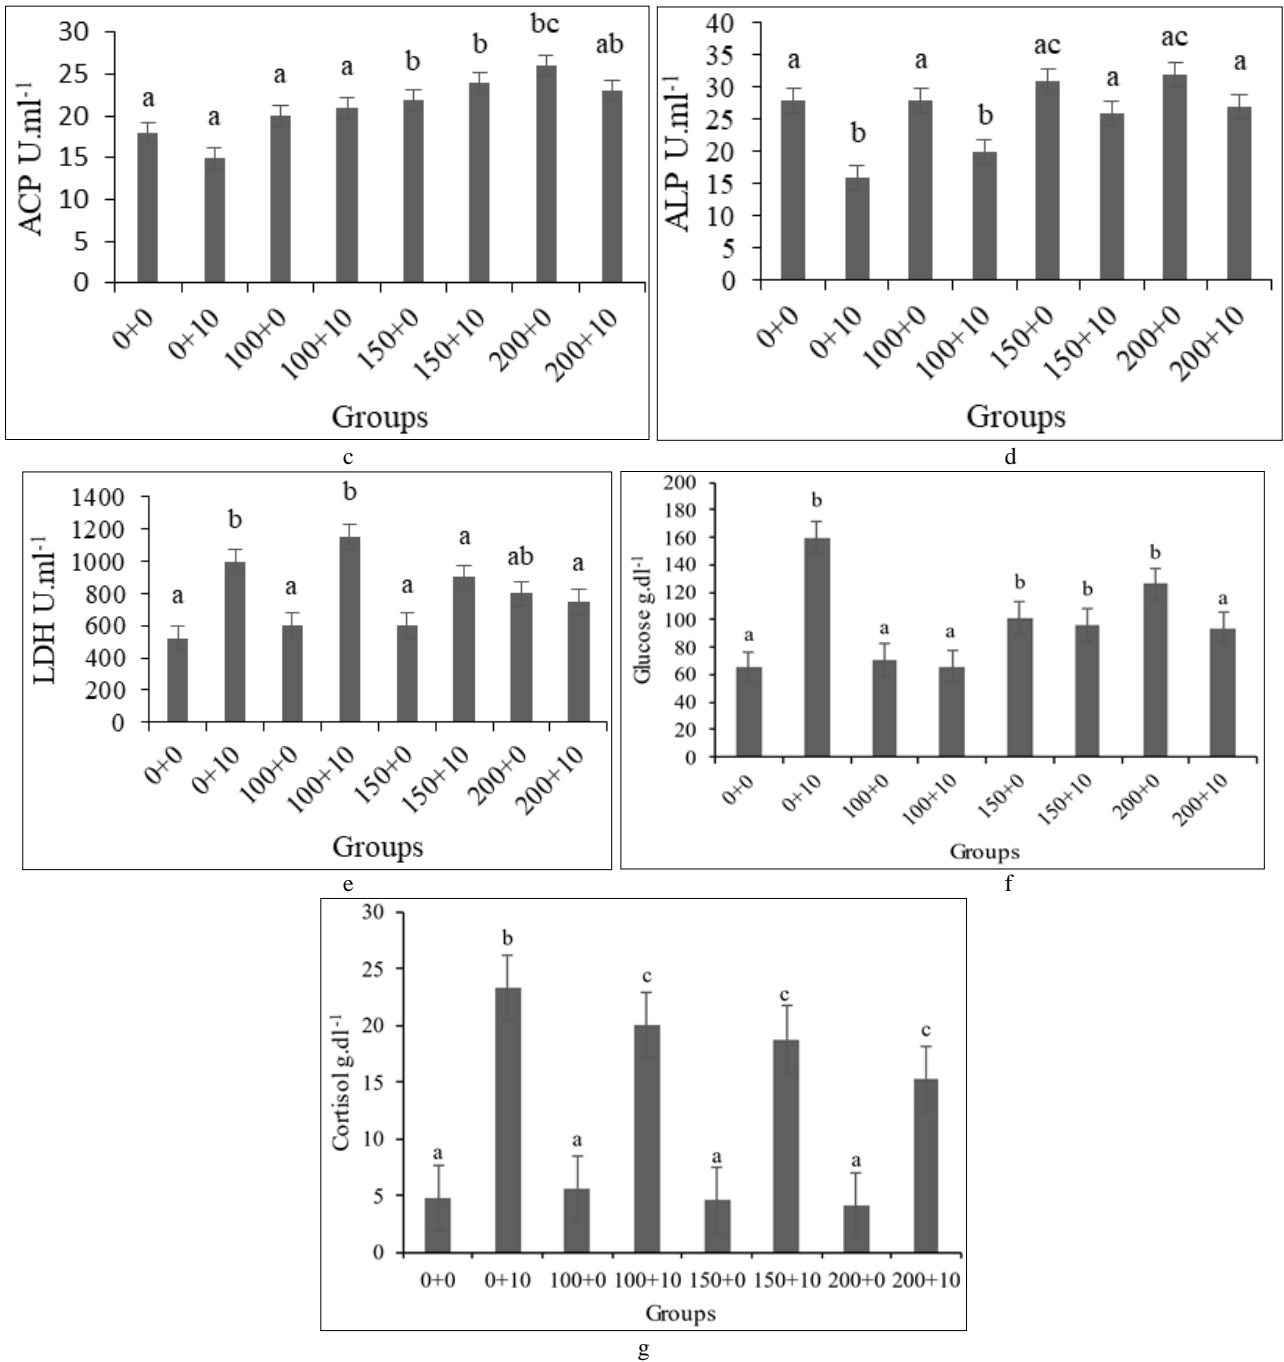 ACP U.ml-1
30
25
20
15
10
5
0
a
a
a
a
b
b
bc
ab
0+0
0+10
100+0
100+10
150+0
150+10
200+0
200+10
Groups
c
ALP U.ml-1
40
35
30
25
20
15
10
5
0
a
b
a
b
ac
a
ac
a
0+0
0+10
100+0
100+10
150+0
150+10
200+0
200+10
Groups
d
LDH U.ml-1
1400
1200
1000
800
600
400
200
0
a
b
a
b
a
a
ab
a
0+0
0+10
100+0
100+10
150+0
150+10
200+0
200+10
Groups
e
Glucose g.dl-1
200
180
160
140
120
100
80
60
40
20
0
a
b
a
a
b
b
b
a
0+0
0+10
100+0
100+10
150+0
150+10
200+0
200+10
Groups
f
Cortisol g.dl-1
30
25
20
15
10
5
0
a
b
a
c
a
c
a
c
0+0 0+10 100+0 100+10 150+0 150+10 200+0 200+10
Groups
g